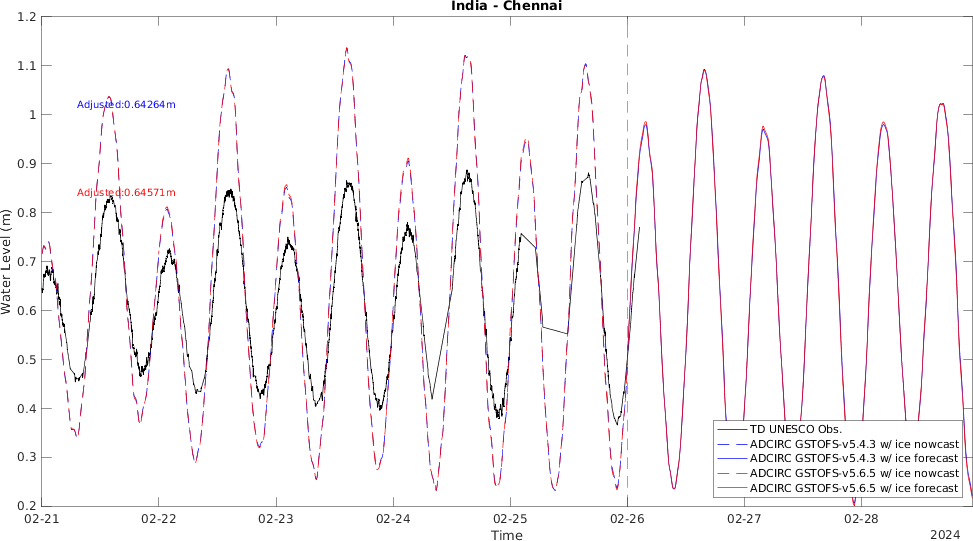 India - Chennai
1.2
1.1
1
0.9
0.8
0.7
0.6
0.5
0.4
0.3
0.2
Water Level (m)
Adjusted:0.64264m
Adjusted:0.64571m
TD UNESCO Obs.
ADCIRC GSTOFS-v5.4.3 w/ ice nowcast
ADCIRC GSTOFS-v5.4.3 w/ ice forecast
ADCIRC GSTOFS-v5.6.5 w/ ice nowcast
ADCIRC GSTOFS-v5.6.5 w/ ice forecast
02-21 02-22 02-23 02-24 02-25 02-26 02-27 02-28
Time
2024